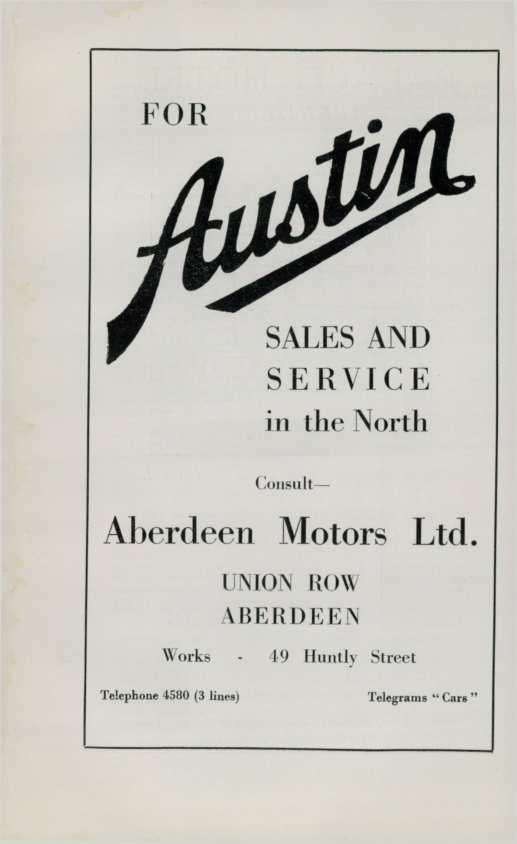 FOR
Austin
SALES AND
SERVICE
in the North
Consult—
Aberdeen Motors Ltd.
UNION ROW
ABERDEEN
Works - 49 Huntly Street
Telephone 4580 (3 lines) Telegrams “ Cars ”